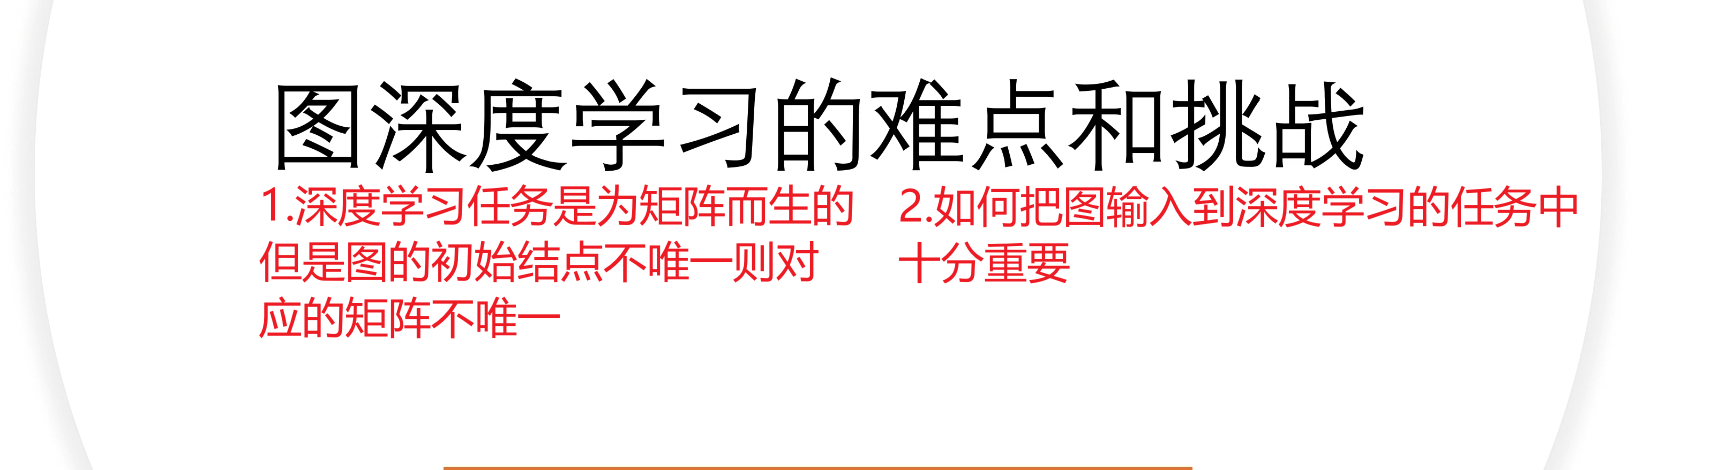 图深度学习的难点和挑战
1.深度学习任务是为矩阵而生的
但是图的初始结点不唯一则对
应的矩阵不唯一
2.如何把图输入到深度学习的任务中
十分重要